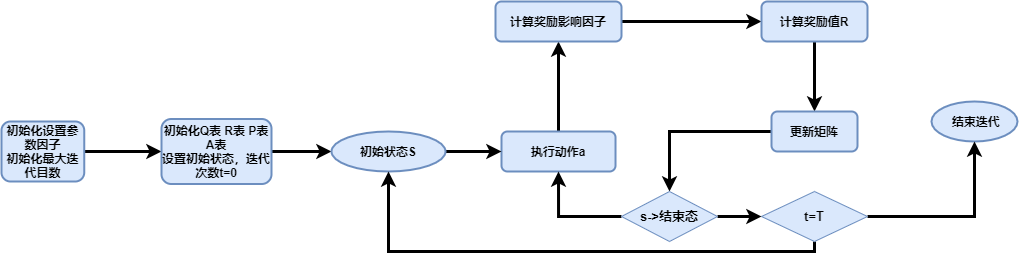 计算奖励影响因子
计算奖励值R
初始化设置参
数因子
初始化最大迭
代目数
初始化Q表 R表 P表
A表
设置初始状态，迭代
次数t=0
初始状态S
执行动作a
更新矩阵
结束迭代
s->结束态
t=T